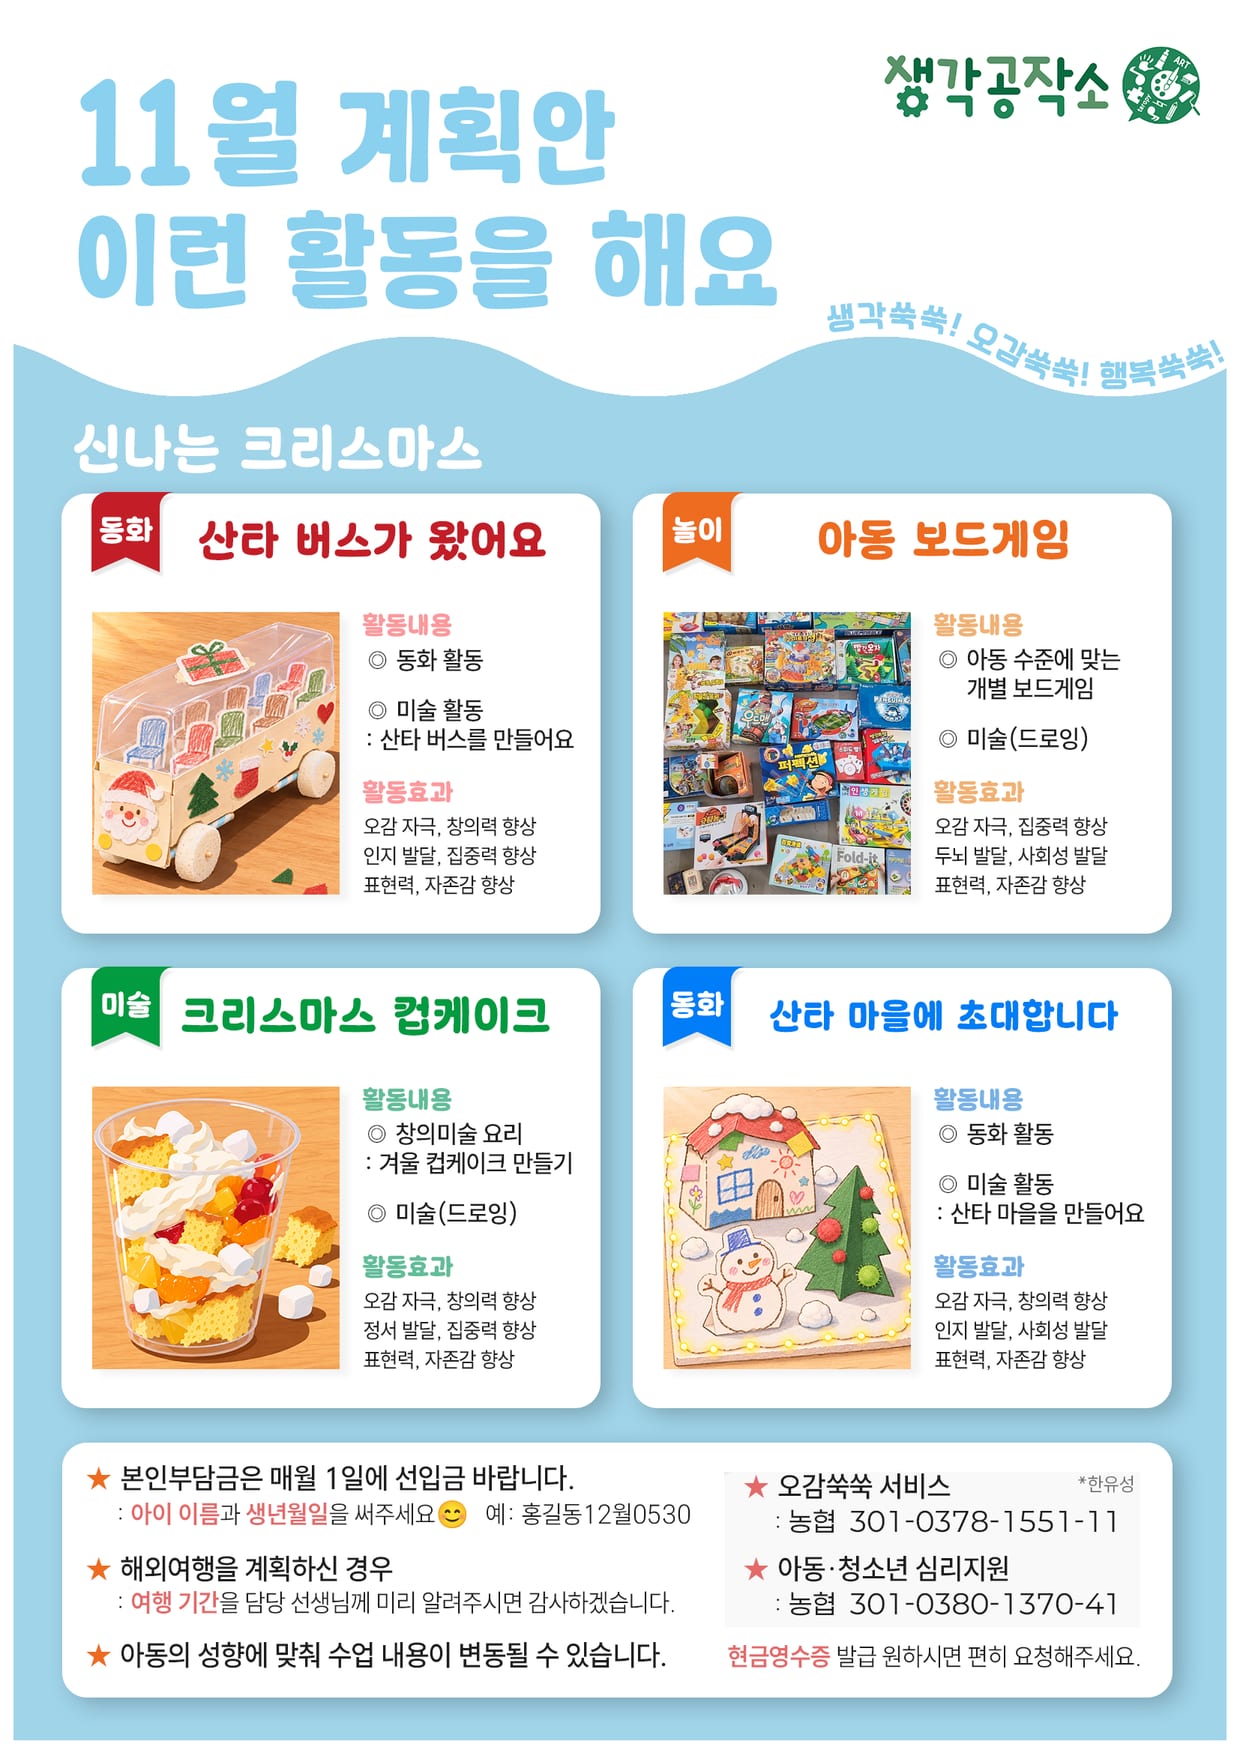 생각공작소
ART
therapy
11월 계획안
이런 활동을 해요
생각쑥쑥! 오감쑥쑥! 행복쑥쑥!
신나는 크리스마스
동화
산타 버스가 왔어요
활동내용
◎ 동화 활동
◎ 미술 활동
: 산타 버스를 만들어요
활동효과
오감 자극, 창의력 향상
인지 발달, 집중력 향상
표현력, 자존감 향상
놀이
아동 보드게임
퍼펙션
인생게임
Fold-it
활동내용
◎ 아동 수준에 맞는
개별 보드게임
◎ 미술(드로잉)
활동효과
오감 자극, 집중력 향상
두뇌 발달, 사회성 발달
표현력, 자존감 향상
미술
크리스마스 컵케이크
활동내용
◎ 창의미술 요리
: 겨울 컵케이크 만들기
◎ 미술(드로잉)
활동효과
오감 자극, 창의력 향상
정서 발달, 집중력 향상
표현력, 자존감 향상
동화
산타 마을에 초대합니다
활동내용
◎ 동화 활동
◎ 미술 활동
: 산타 마을을 만들어요
활동효과
오감 자극, 창의력 향상
인지 발달, 사회성 발달
표현력, 자존감 향상
★ 본인부담금은 매월 1일에 선입금 바랍니다.
: 아이 이름과 생년월일을 써주세요😊 예: 홍길동12월0530
★ 해외여행을 계획하신 경우
: 여행 기간을 담당 선생님께 미리 알려주시면 감사하겠습니다.
★ 아동의 성향에 맞춰 수업 내용이 변동될 수 있습니다.
★ 오감쑥쑥 서비스 *한유성
: 농협 301-0378-1551-11
★ 아동·청소년 심리지원
: 농협 301-0380-1370-41
현금영수증 발급 원하시면 편히 요청해주세요.